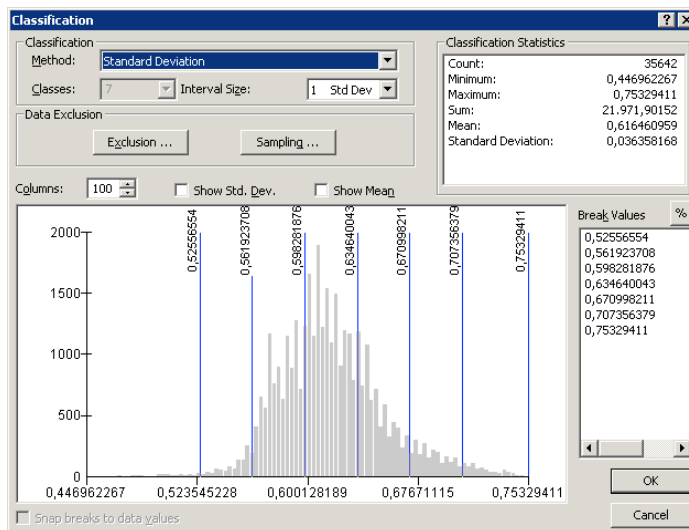 Classification
Classification
Method: Standard Deviation
Classes: 7 Interval Size: 1 Std Dev
Data Exclusion
Exclusion ... Sampling ...
Classification Statistics
Count: 35642
Minimum: 0,446962267
Maximum: 0,75329411
Sum: 21.971,90152
Mean: 0,616460959
Standard Deviation: 0,036358168
Columns: 100 Show Std. Dev. Show Mean
Break Values %
0,52556554
0,561923708
0,598281876
0,634640043
0,670998211
0,707356379
0,75329411
0,52556554
0,561923708
0,598281876
0,634640043
0,670998211
0,707356379
0,75329411
2000
1500
1000
500
0
0,446962267 0,523545228 0,600128189 0,67671115 0,75329411
Snap breaks to data values
OK
Cancel